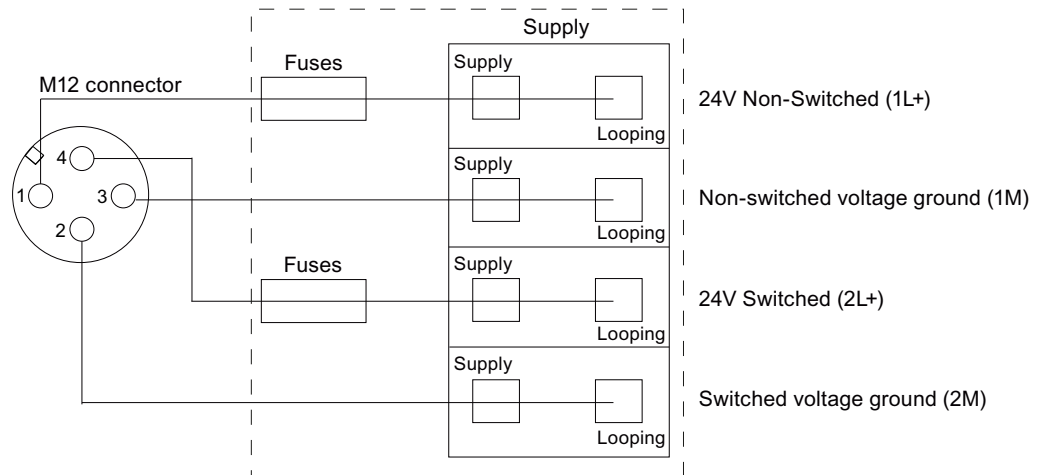 Supply
Fuses
Supply
M12 connector
24V Non-Switched (1L+)
Looping
4
Supply
1
3
Non-switched voltage ground (1M)
2
Looping
Fuses
Supply
24V Switched (2L+)
Looping
Supply
Switched voltage ground (2M)
Looping